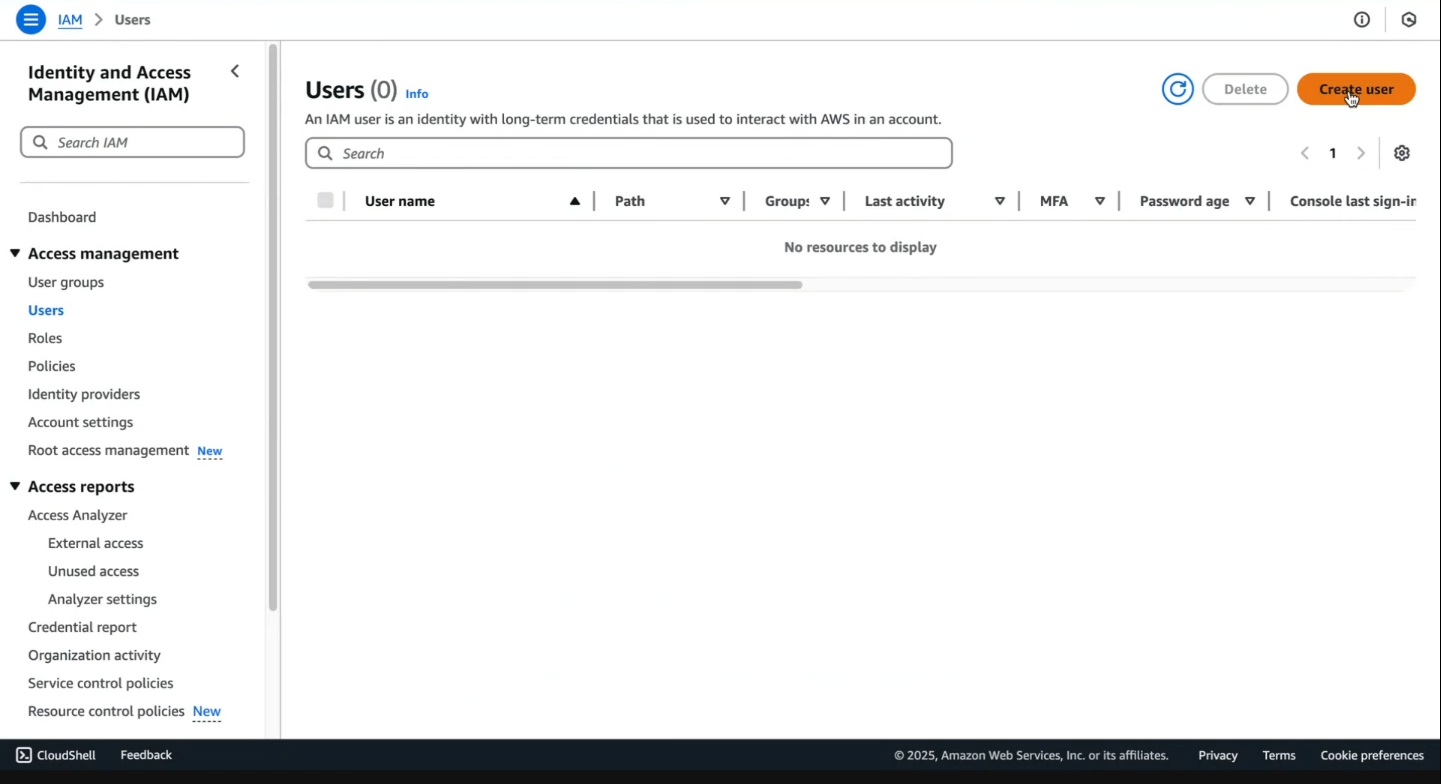 IAM > Users
Identity and Access
Management (IAM)
Search IAM
Dashboard
Access management
User groups
Users
Roles
Policies
Identity providers
Account settings
Root access management New
Access reports
Access Analyzer
External access
Unused access
Analyzer settings
Credential report
Organization activity
Service control policies
Resource control policies New
Users (0) Info
Delete
Create user
An IAM user is an identity with long-term credentials that is used to interact with AWS in an account.
Search
1
User name Path Groups Last activity MFA Password age Console last sign-in
No resources to display
CloudShell Feedback © 2025, Amazon Web Services, Inc. or its affiliates. Privacy Terms Cookie preferences